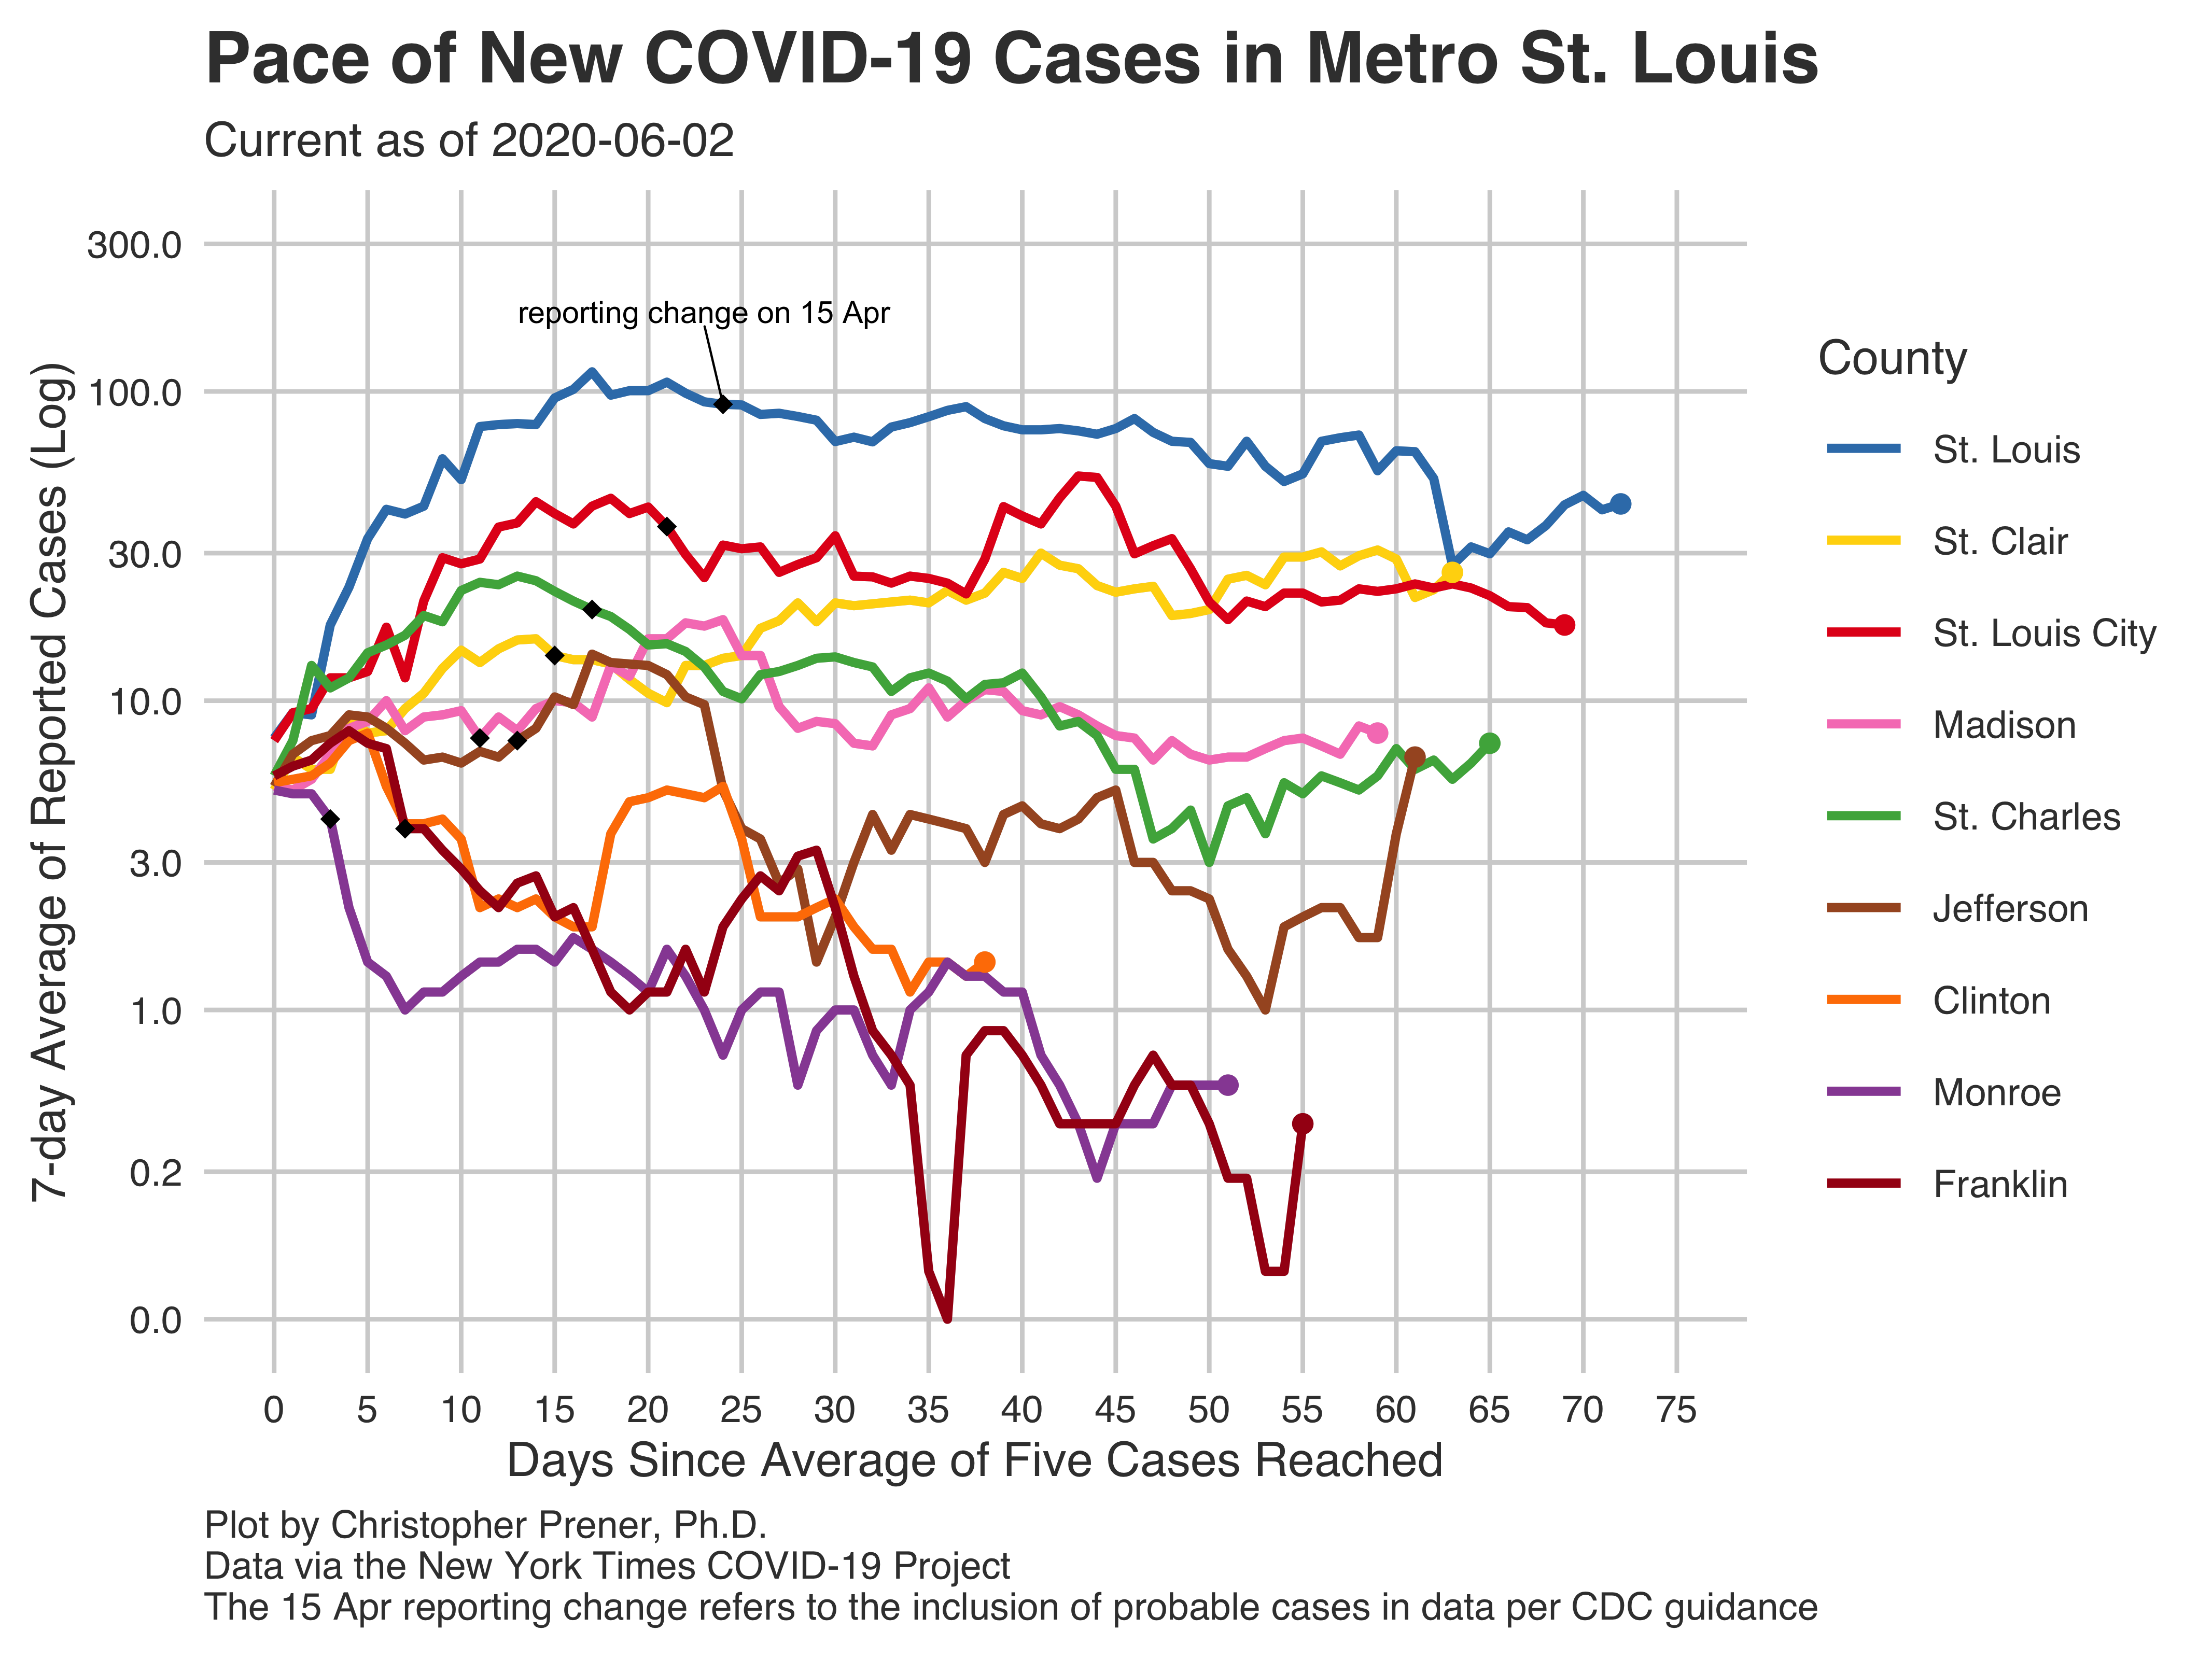 Pace of New COVID-19 Cases in Metro St. Louis
Current as of 2020-06-02
7-day Average of Reported Cases (Log)
300.0
100.0
30.0
10.0
3.0
1.0
0.2
0.0
reporting change on 15 Apr
0 5 10 15 20 25 30 35 40 45 50 55 60 65 70 75
Days Since Average of Five Cases Reached
County
St. Louis
St. Clair
St. Louis City
Madison
St. Charles
Jefferson
Clinton
Monroe
Franklin
Plot by Christopher Prener, Ph.D.
Data via the New York Times COVID-19 Project
The 15 Apr reporting change refers to the inclusion of probable cases in data per CDC guidance